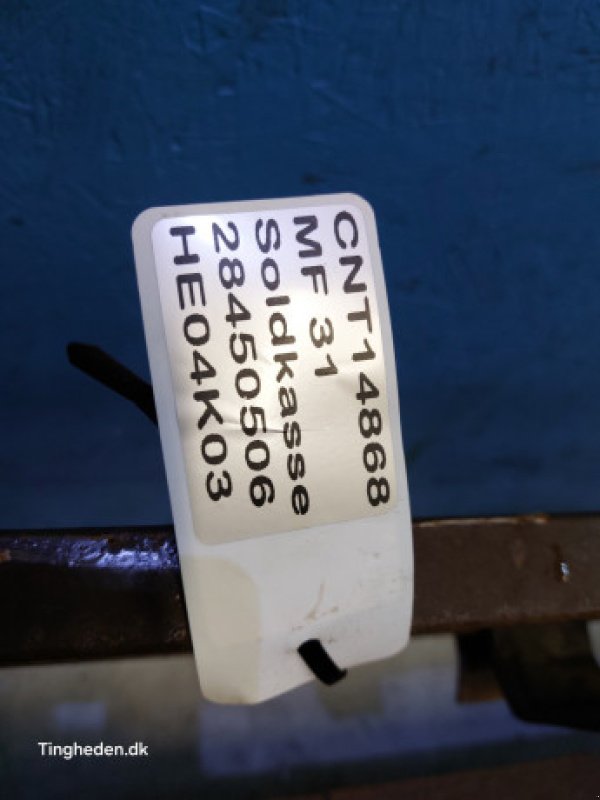 CNT14868
MF 31
Soldkasse
28450506
HE04K03
Tingheden.dk